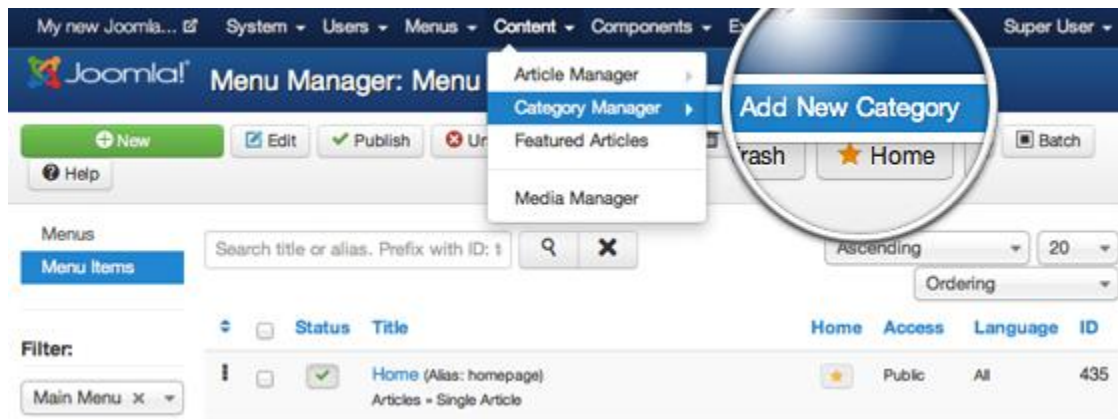 My new Joomla... System Users Menus Content Components Super User
Joomla! Menu Manager: Menu
Article Manager
Category Manager
Add New Category
Featured Articles
Media Manager
New Edit Publish Home Batch
Help
Menus
Menu Items
Search title or alias. Prefix with ID:
Ascending 20
Ordering
Status Title Home Access Language ID
Filter:
Home (Alias: homepage) Public All 435
Articles » Single Article
Main Menu